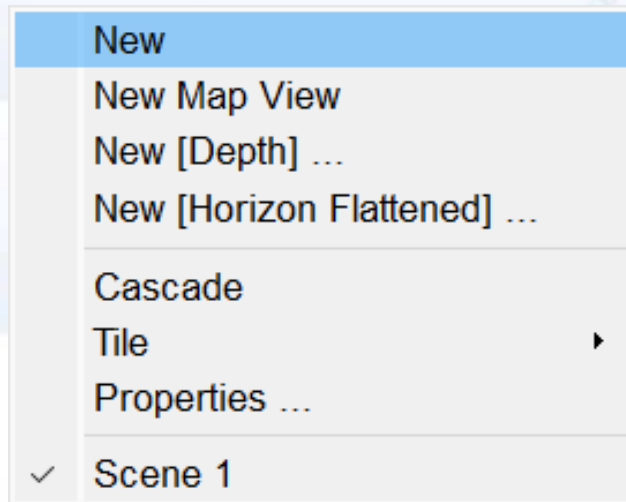 New
New Map View
New [Depth] ...
New [Horizon Flattened] ...
Cascade
Tile
Properties ...
Scene 1